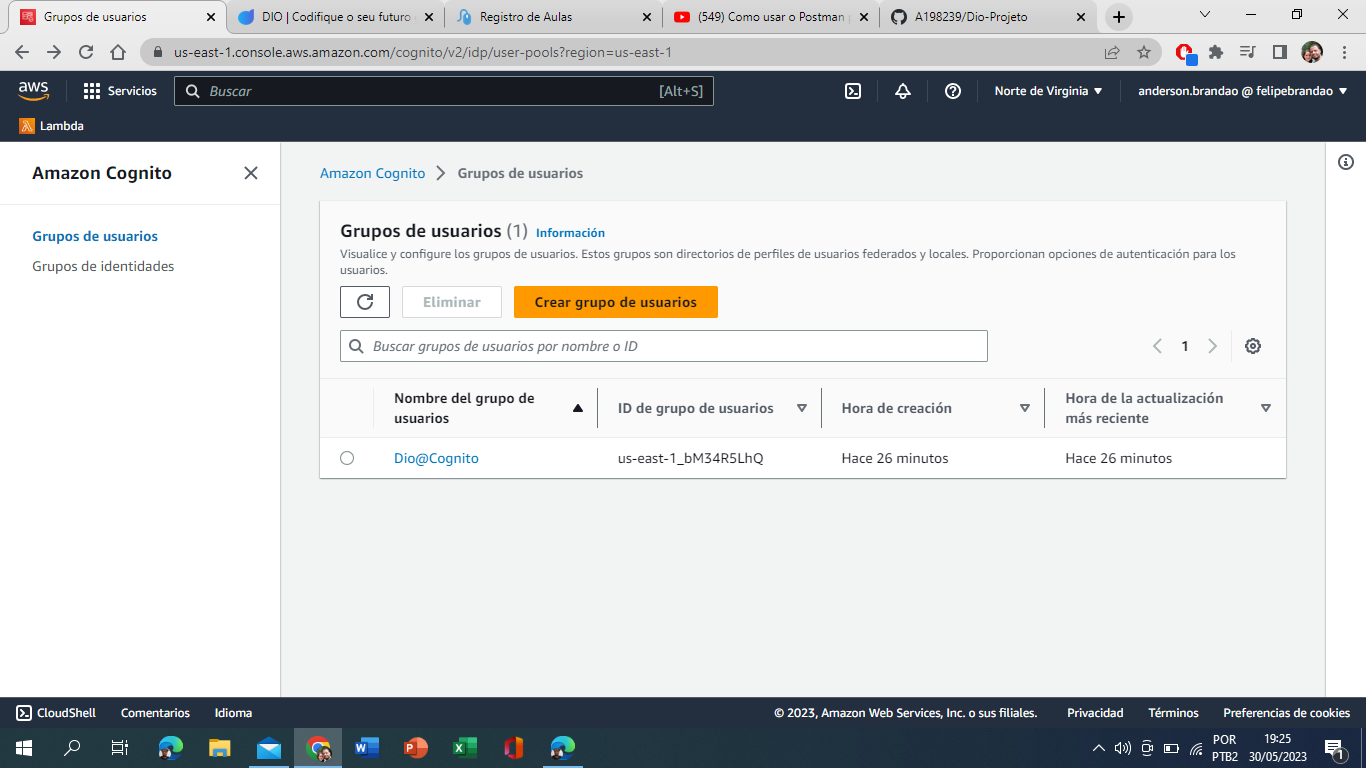 Grupos de usuarios
DIO | Codifique o seu futuro
Registro de Aulas
(549) Como usar o Postman
A198239/Dio-Projeto
us-east-1.console.aws.amazon.com/cognito/v2/idp/user-pools?region=us-east-1
aws
Servicios
Buscar
[Alt+S]
Norte de Virginia
anderson.brandao @ felipebrandao
Lambda
Amazon Cognito
Grupos de usuarios
Grupos de identidades
Amazon Cognito
Grupos de usuarios
Grupos de usuarios (1) Información
Visualice y configure los grupos de usuarios. Estos grupos son directorios de perfiles de usuarios federados y locales. Proporcionan opciones de autenticación para los
usuarios.
Eliminar
Crear grupo de usuarios
Buscar grupos de usuarios por nombre o ID
1
Nombre del grupo de
usuarios
ID de grupo de usuarios
Hora de creación
Hora de la actualización
más reciente
Dio@Cognito
us-east-1_bM34R5LhQ
Hace 26 minutos
Hace 26 minutos
CloudShell
Comentarios
Idioma
© 2023, Amazon Web Services, Inc. o sus filiales.
Privacidad
Términos
Preferencias de cookies
POR
PTB2
19:25
30/05/2023
1